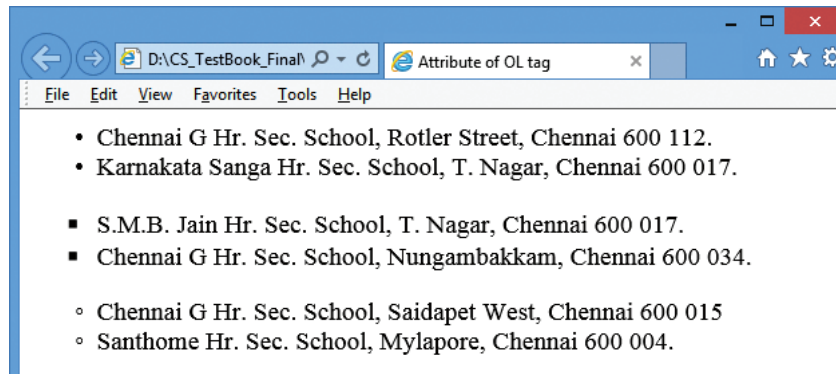 D:\CS_TestBook_Final\
Attribute of OL tag
File Edit View Favorites Tools Help
• Chennai G Hr. Sec. School, Rotler Street, Chennai 600 112.
• Karnakata Sanga Hr. Sec. School, T. Nagar, Chennai 600 017.
▪ S.M.B. Jain Hr. Sec. School, T. Nagar, Chennai 600 017.
▪ Chennai G Hr. Sec. School, Nungambakkam, Chennai 600 034.
◦ Chennai G Hr. Sec. School, Saidapet West, Chennai 600 015
◦ Santhome Hr. Sec. School, Mylapore, Chennai 600 004.